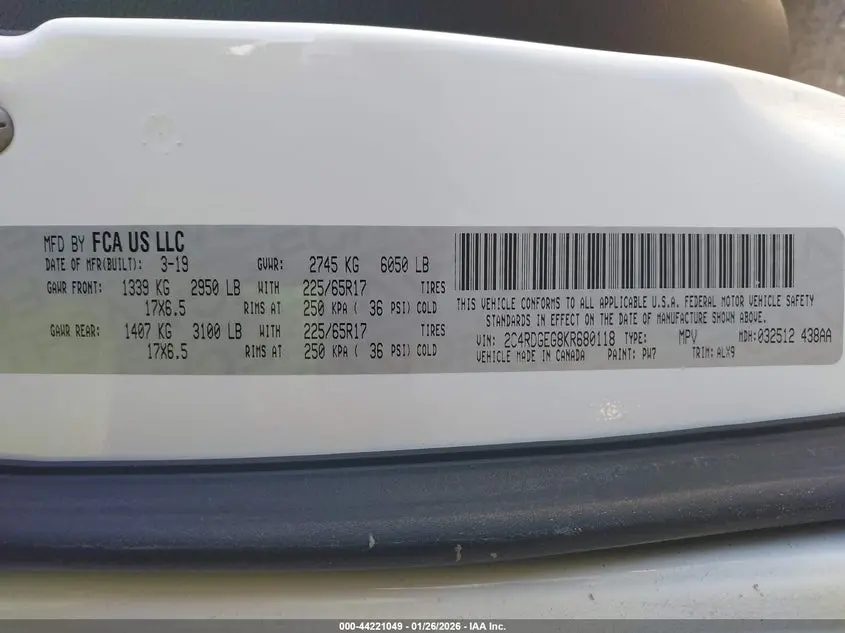 MFD BY FCA US LLC
DATE OF MFR(BUILT): 3-19 GVWR: 2745 KG 6050 LB
GAWR FRONT: 1339 KG 2950 LB WITH 225/65R17 TIRES
17X6.5 RIMS AT 250 KPA ( 36 PSI) COLD
GAWR REAR: 1407 KG 3100 LB WITH 225/65R17 TIRES
17X6.5 RIMS AT 250 KPA ( 36 PSI) COLD
THIS VEHICLE CONFORMS TO ALL APPLICABLE U.S.A. FEDERAL MOTOR VEHICLE SAFETY
STANDARDS IN EFFECT ON THE DATE OF MANUFACTURE SHOWN ABOVE.
VIN: 2C4RDGEG8KR680118 TYPE: MPV MDH:032512 438AA
VEHICLE MADE IN CANADA PAINT: PW7 TRIM: ALX9
000-44221049 - 01/26/2026 - IAA Inc.